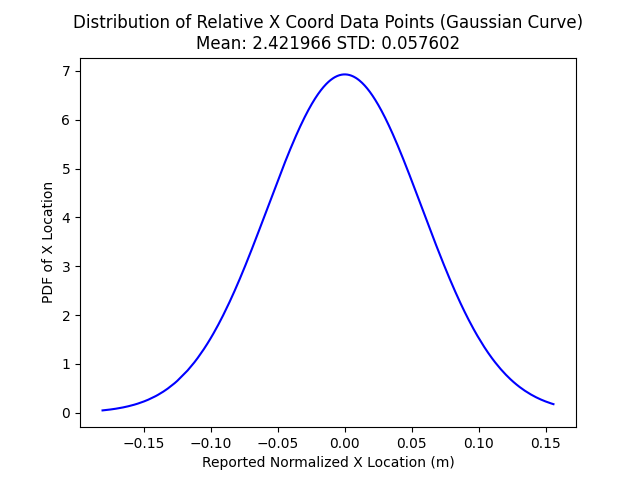 Distribution of Relative X Coord Data Points (Gaussian Curve)
Mean: 2.421966 STD: 0.057602
7
6
5
4
3
2
1
0
PDF of X Location
−0.15 −0.10 −0.05 0.00 0.05 0.10 0.15
Reported Normalized X Location (m)